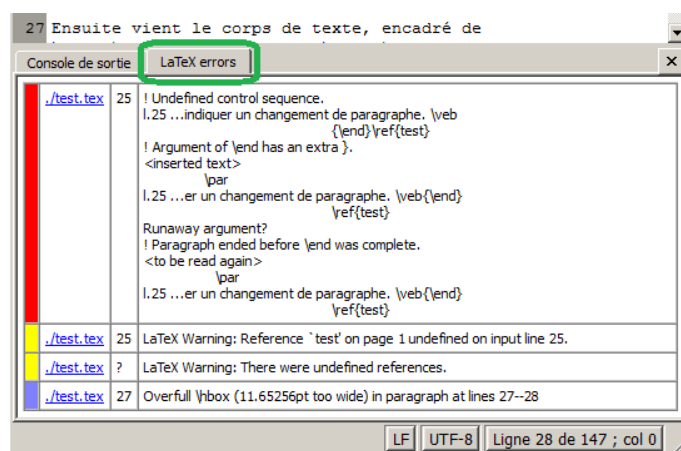 27 Ensuite vient le corps de texte, encadré de
Console de sortie LaTeX errors
./test.tex 25 ! Undefined control sequence.
l.25 ...indiquer un changement de paragraphe. \veb
{\end}\ref{test}
! Argument of \end has an extra }.
<inserted text>
\par
l.25 ...er un changement de paragraphe. \veb{\end}
\ref{test}
Runaway argument?
! Paragraph ended before \end was complete.
<to be read again>
\par
l.25 ...er un changement de paragraphe. \veb{\end}
\ref{test}
./test.tex 25 LaTeX Warning: Reference `test' on page 1 undefined on input line 25.
./test.tex ? LaTeX Warning: There were undefined references.
./test.tex 27 Overfull \hbox (11.65256pt too wide) in paragraph at lines 27--28
LF UTF-8 Ligne 28 de 147 ; col 0